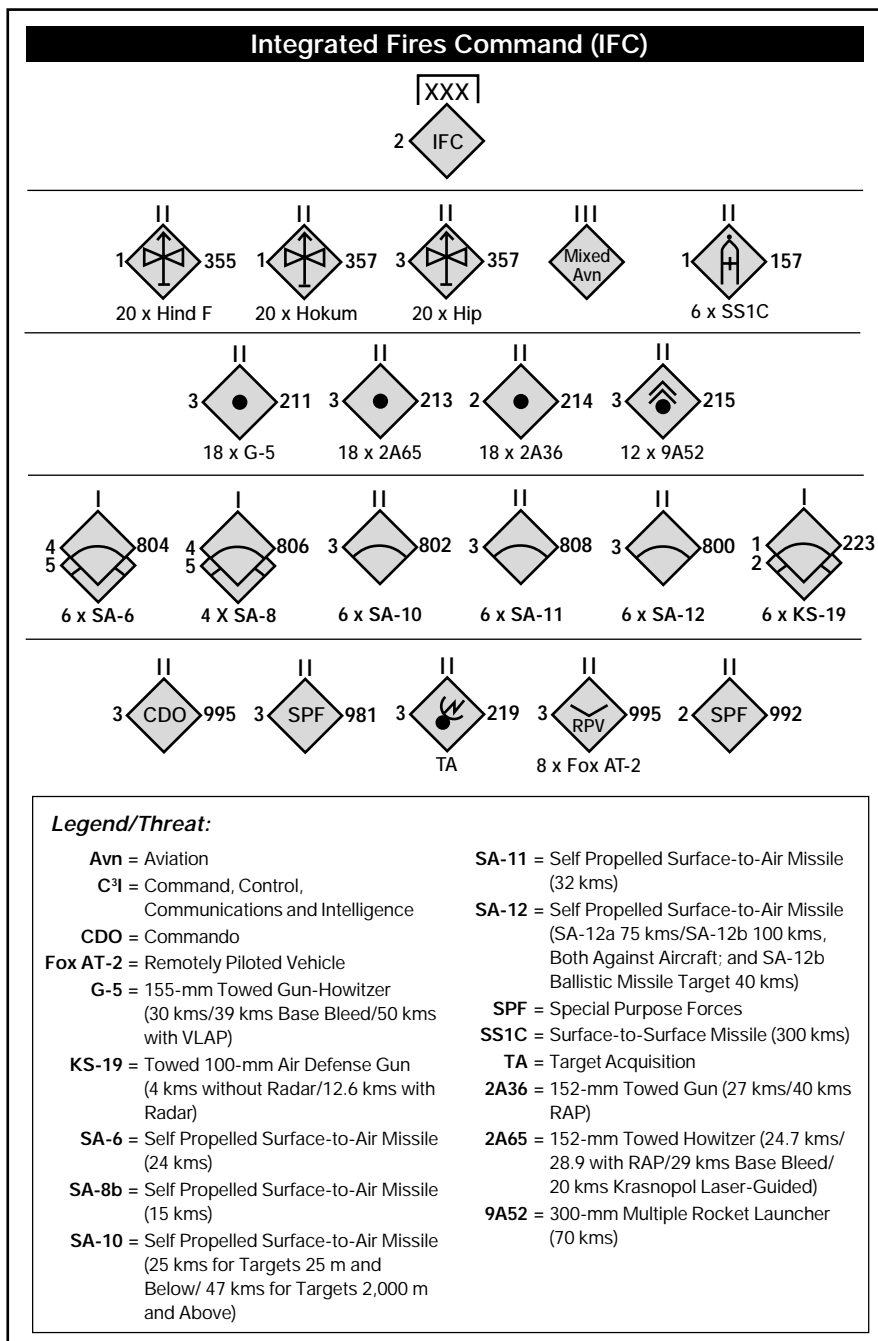 Integrated Fires Command (IFC)
XXX
2 IFC
II II II III II
1 355 1 357 3 357 Mixed Avn 1 157
20 x Hind F 20 x Hokum 20 x Hip 6 x SS1C
II II II II
3 211 3 213 2 214 3 215
18 x G-5 18 x 2A65 18 x 2A36 12 x 9A52
I I II II II I
4 804 4 806 3 802 3 808 3 800 1 223
5 5 2
6 x SA-6 4 X SA-8 6 x SA-10 6 x SA-11 6 x SA-12 6 x KS-19
II II II II II
3 CDO 995 3 SPF 981 3 219 3 RPV 995 2 SPF 992
TA 8 x Fox AT-2
Legend/Threat:
Avn = Aviation
C³I = Command, Control,
Communications and Intelligence
CDO = Commando
Fox AT-2 = Remotely Piloted Vehicle
G-5 = 155-mm Towed Gun-Howitzer
(30 kms/39 kms Base Bleed/50 kms
with VLAP)
KS-19 = Towed 100-mm Air Defense Gun
(4 kms without Radar/12.6 kms with
Radar)
SA-6 = Self Propelled Surface-to-Air Missile
(24 kms)
SA-8b = Self Propelled Surface-to-Air Missile
(15 kms)
SA-10 = Self Propelled Surface-to-Air Missile
(25 kms for Targets 25 m and
Below/ 47 kms for Targets 2,000 m
and Above)
SA-11 = Self Propelled Surface-to-Air Missile
(32 kms)
SA-12 = Self Propelled Surface-to-Air Missile
(SA-12a 75 kms/SA-12b 100 kms,
Both Against Aircraft; and SA-12b
Ballistic Missile Target 40 kms)
SPF = Special Purpose Forces
SS1C = Surface-to-Surface Missile (300 kms)
TA = Target Acquisition
2A36 = 152-mm Towed Gun (27 kms/40 kms
RAP)
2A65 = 152-mm Towed Howitzer (24.7 kms/
28.9 with RAP/29 kms Base Bleed/
20 kms Krasnopol Laser-Guided)
9A52 = 300-mm Multiple Rocket Launcher
(70 kms)